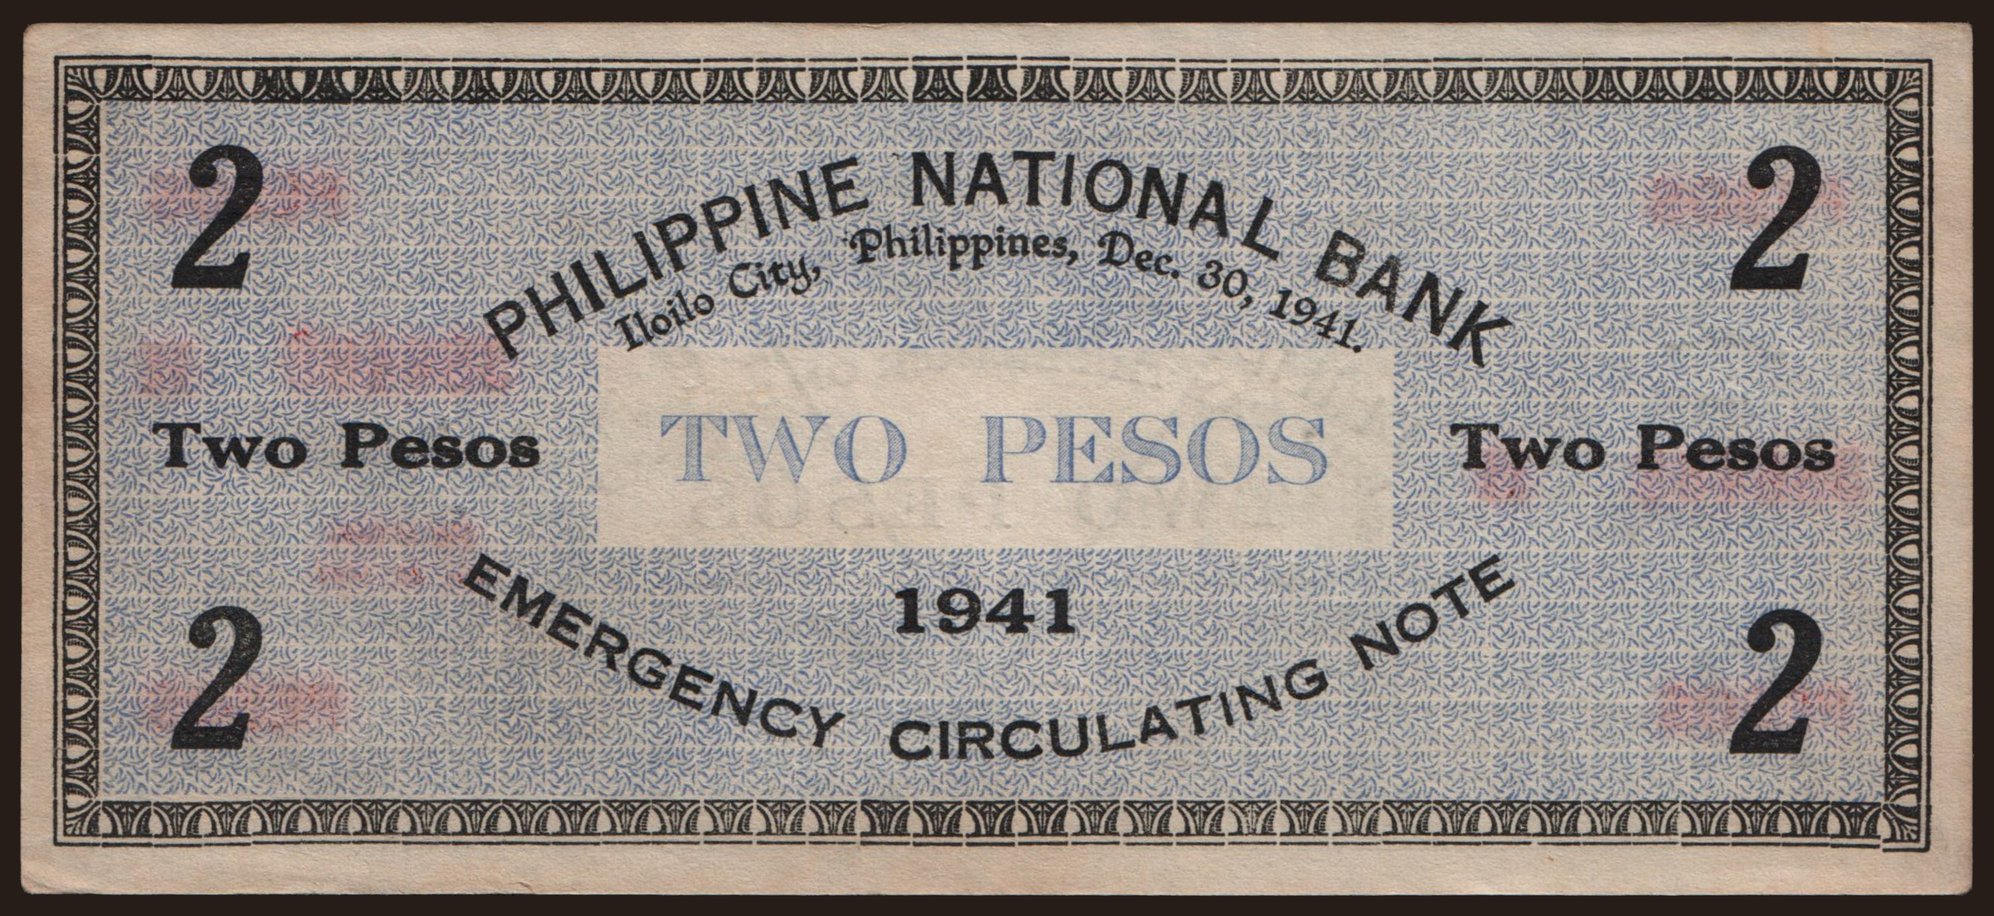 2 2
PHILIPPINE NATIONAL BANK
Iloilo City, Philippines, Dec. 30, 1941.
Two Pesos TWO PESOS Two Pesos
1941
EMERGENCY CIRCULATING NOTE
2 2